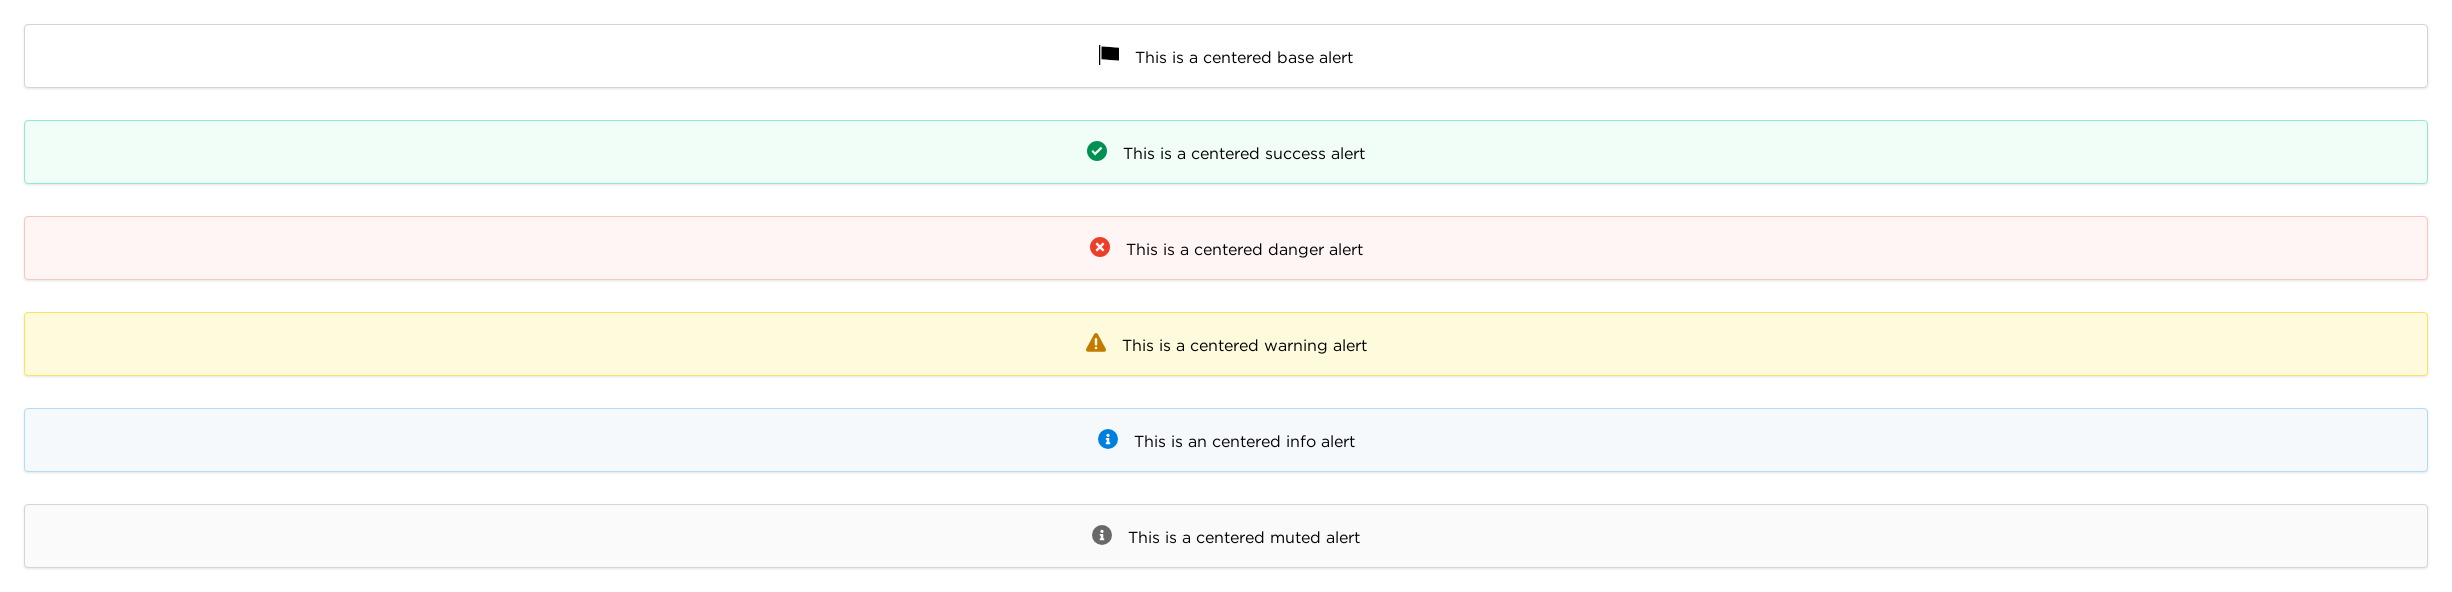 This is a centered base alert
This is a centered success alert
This is a centered danger alert
This is a centered warning alert
This is an centered info alert
This is a centered muted alert